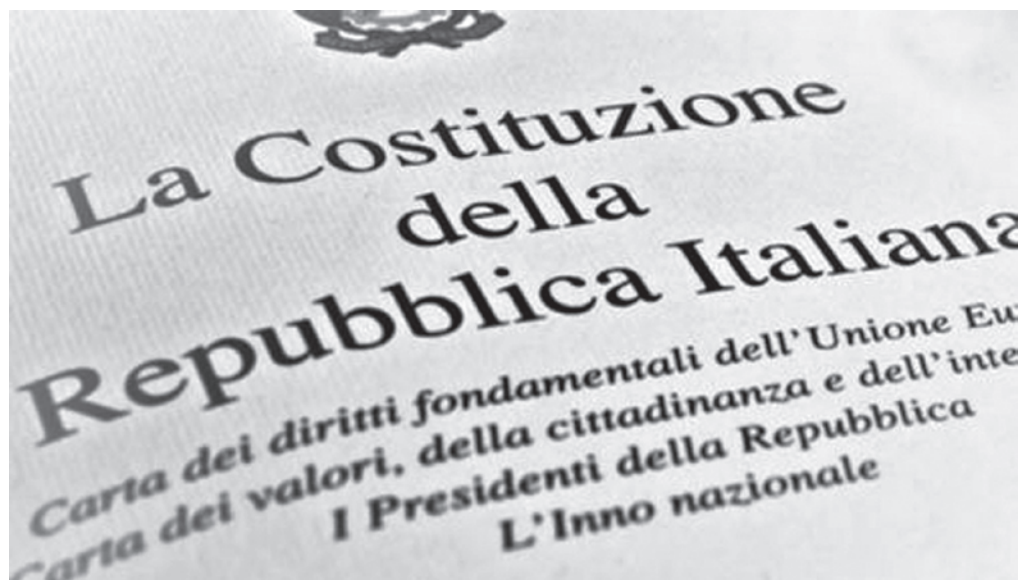 La Costituzione
della
Repubblica Italiana
Carta dei diritti fondamentali dell'Unione
Carta dei valori, della cittadinanza e
I Presidenti della Repubblica
L'Inno nazionale